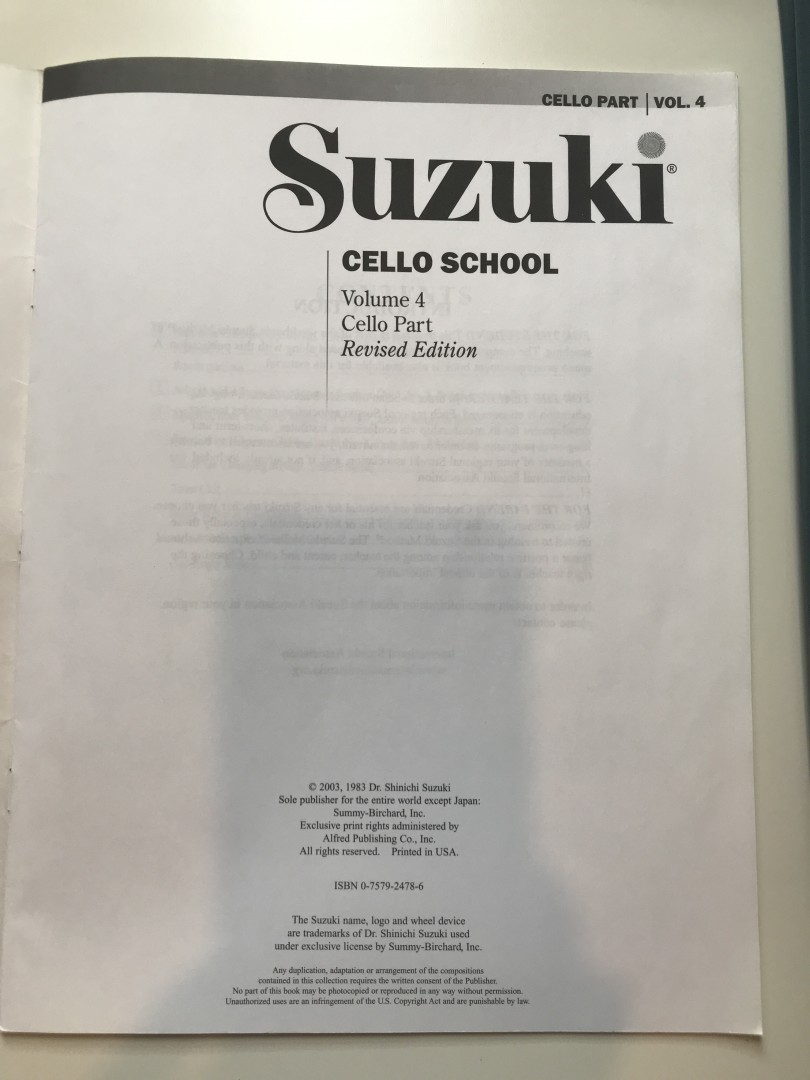 CELLO PART | VOL. 4
Suzuki®
CELLO SCHOOL
Volume 4
Cello Part
Revised Edition
© 2003, 1983 Dr. Shinichi Suzuki
Sole publisher for the entire world except Japan:
Summy-Birchard, Inc.
Exclusive print rights administered by
Alfred Publishing Co., Inc.
All rights reserved. Printed in USA.
ISBN 0-7579-2478-6
The Suzuki name, logo and wheel device
are trademarks of Dr. Shinichi Suzuki used
under exclusive license by Summy-Birchard, Inc.
Any duplication, adaptation or arrangement of the compositions
contained in this collection requires the written consent of the Publisher.
No part of this book may be photocopied or reproduced in any way without permission.
Unauthorized uses are an infringement of the U.S. Copyright Act and are punishable by law.